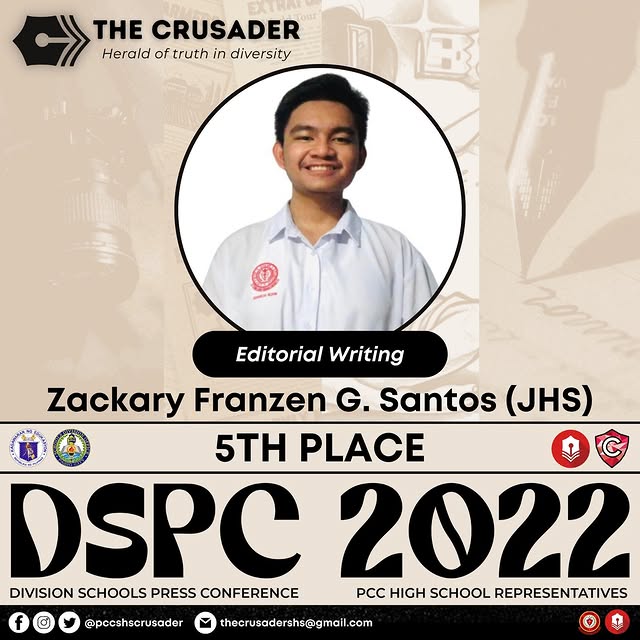 THE CRUSADER
Herald of truth in diversity
Editorial Writing
Zackary Franzen G. Santos (JHS)
5TH PLACE
DSPC 2022
DIVISION SCHOOLS PRESS CONFERENCE
PCC HIGH SCHOOL REPRESENTATIVES
@pccshscrusader
thecrusadershs@gmail.com